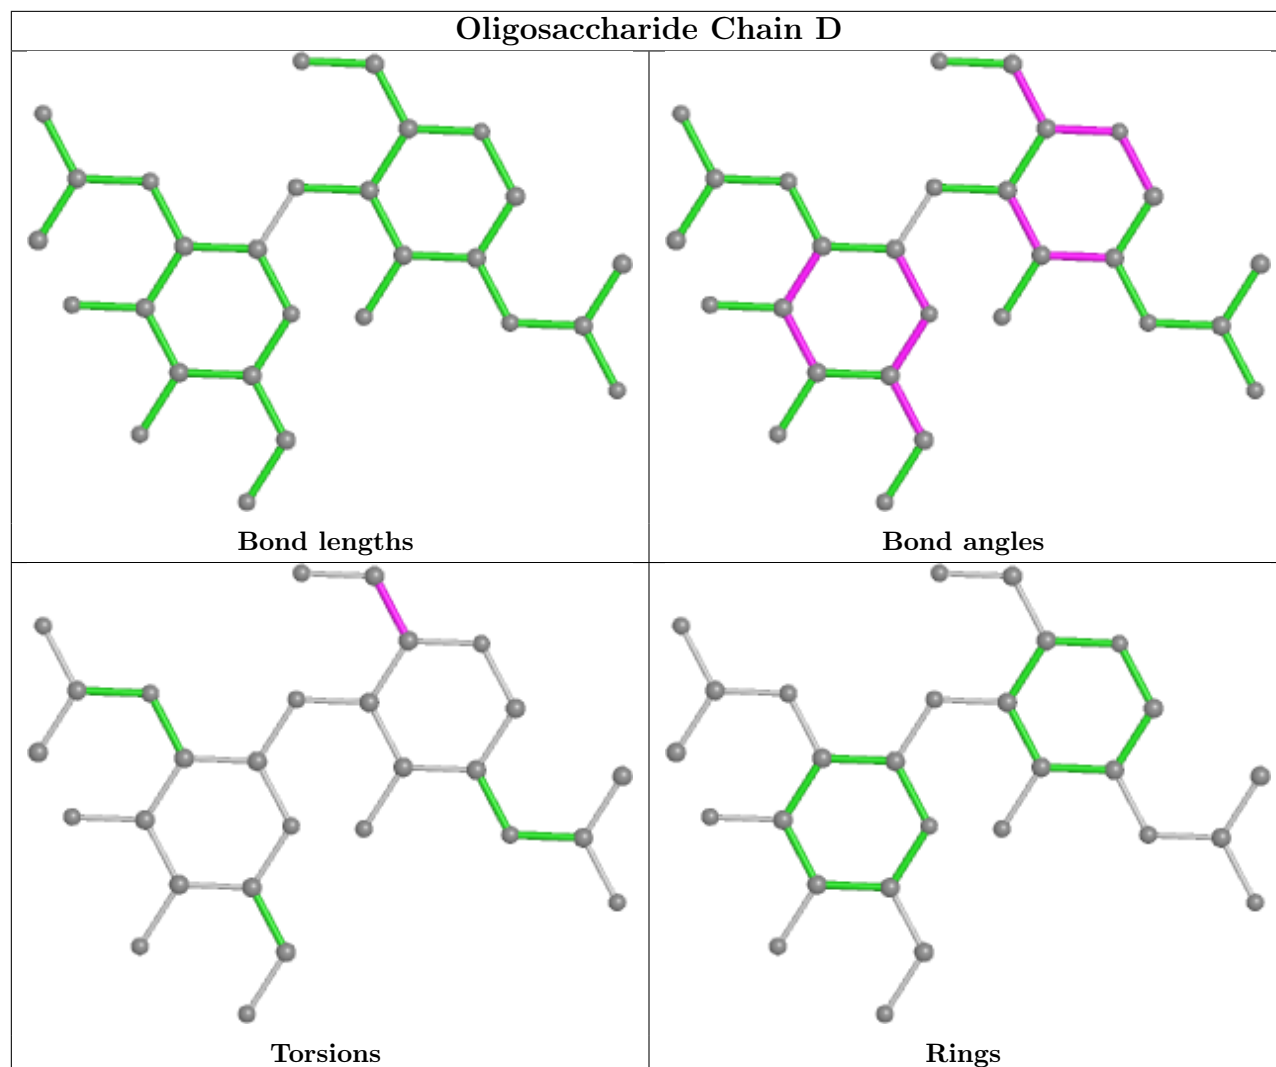 Oligosaccharide Chain D
Bond lengths
Bond angles
Torsions
Rings